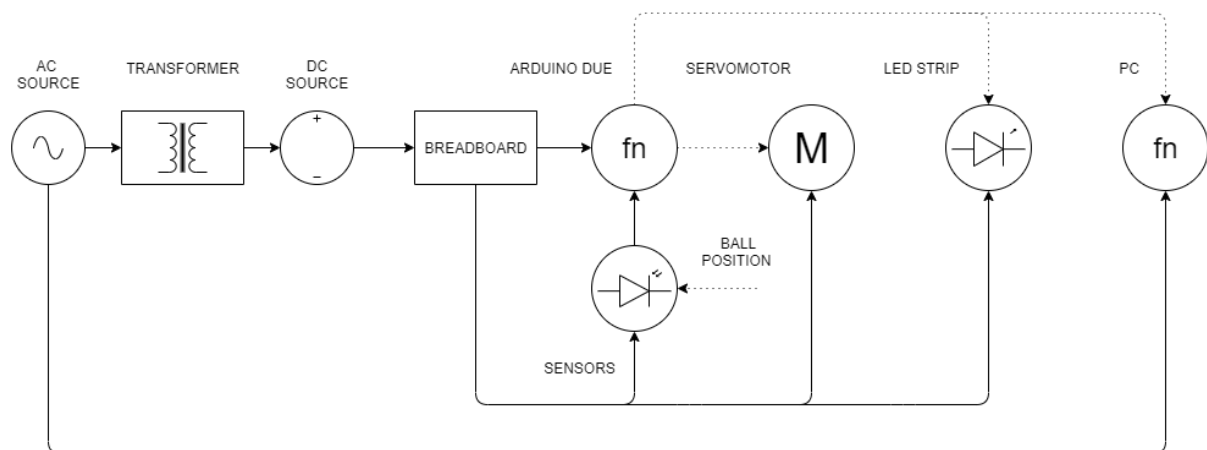 AC
SOURCE
TRANSFORMER
DC
SOURCE
ARDUINO DUE
SERVOMOTOR
LED STRIP
PC
+
−
BREADBOARD
fn
M
fn
BALL
POSITION
SENSORS